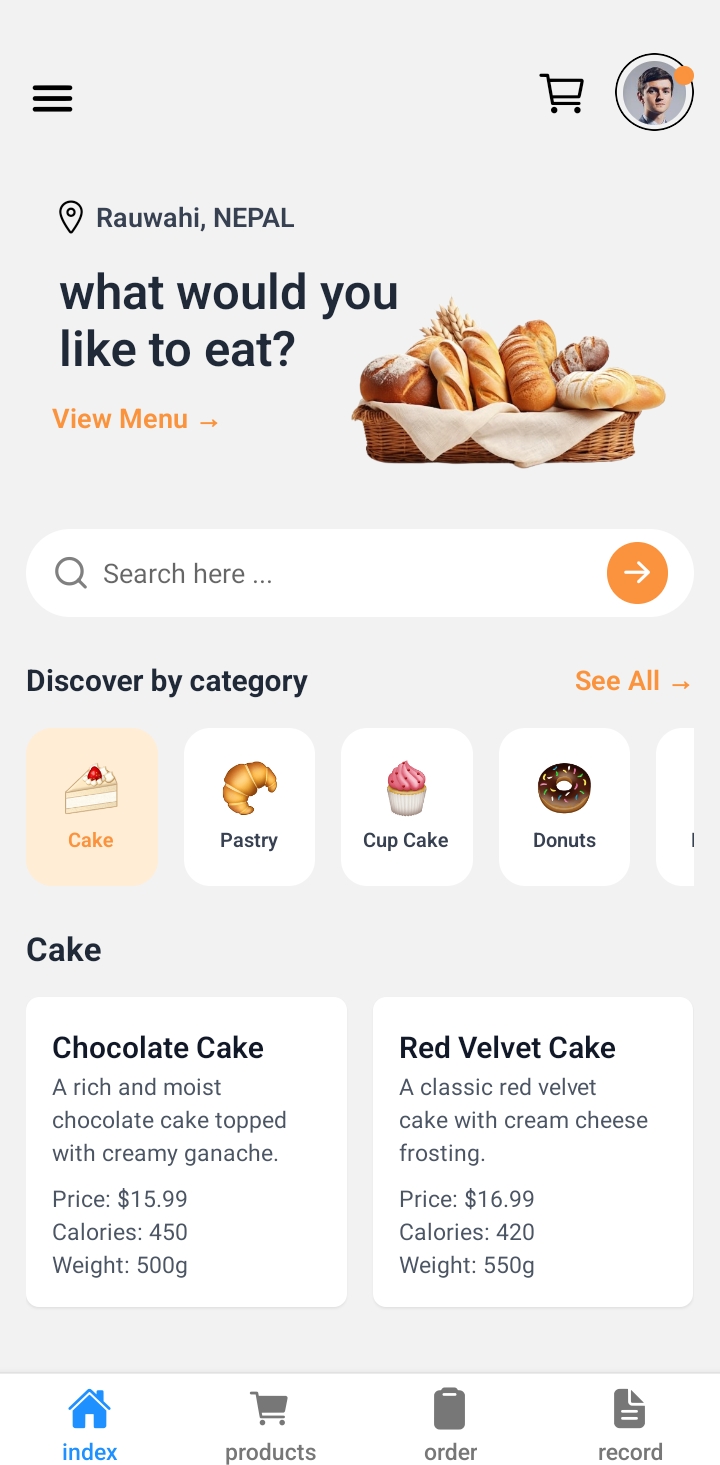 Rauwahi, NEPAL
what would you
like to eat?
View Menu →
Search here ...
Discover by category
See All →
Cake
Pastry
Cup Cake
Donuts
Cake
Chocolate Cake
A rich and moist
chocolate cake topped
with creamy ganache.
Price: $15.99
Calories: 450
Weight: 500g
Red Velvet Cake
A classic red velvet
cake with cream cheese
frosting.
Price: $16.99
Calories: 420
Weight: 550g
index
products
order
record